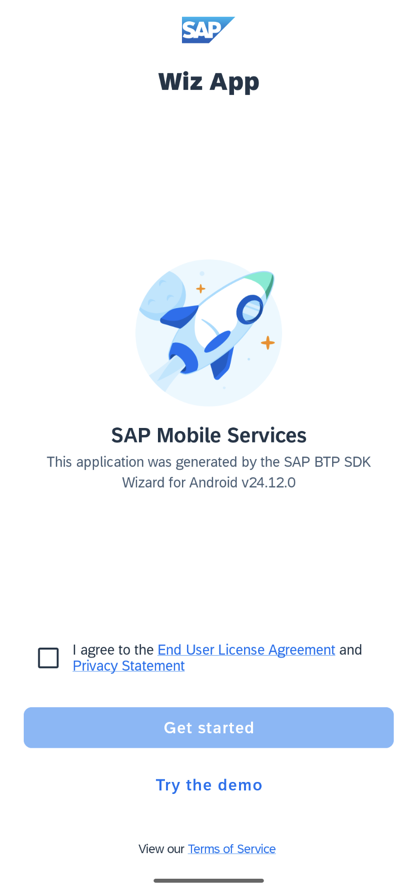 SAP
Wiz App
SAP Mobile Services
This application was generated by the SAP BTP SDK
Wizard for Android v24.12.0
I agree to the End User License Agreement and
Privacy Statement
Get started
Try the demo
View our Terms of Service